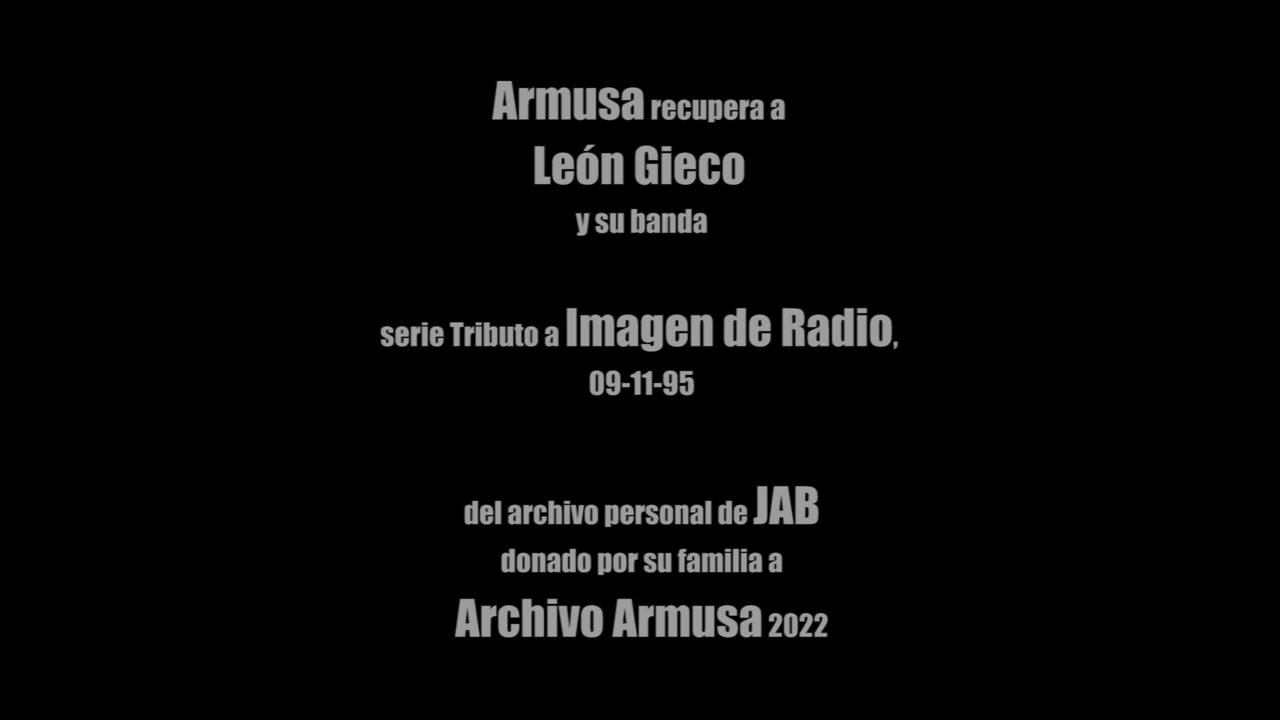 Armusa recupera a
León Gieco
y su banda
serie Tributo a Imagen de Radio,
09-11-95
del archivo personal de JAB
donado por su familia a
Archivo Armusa 2022